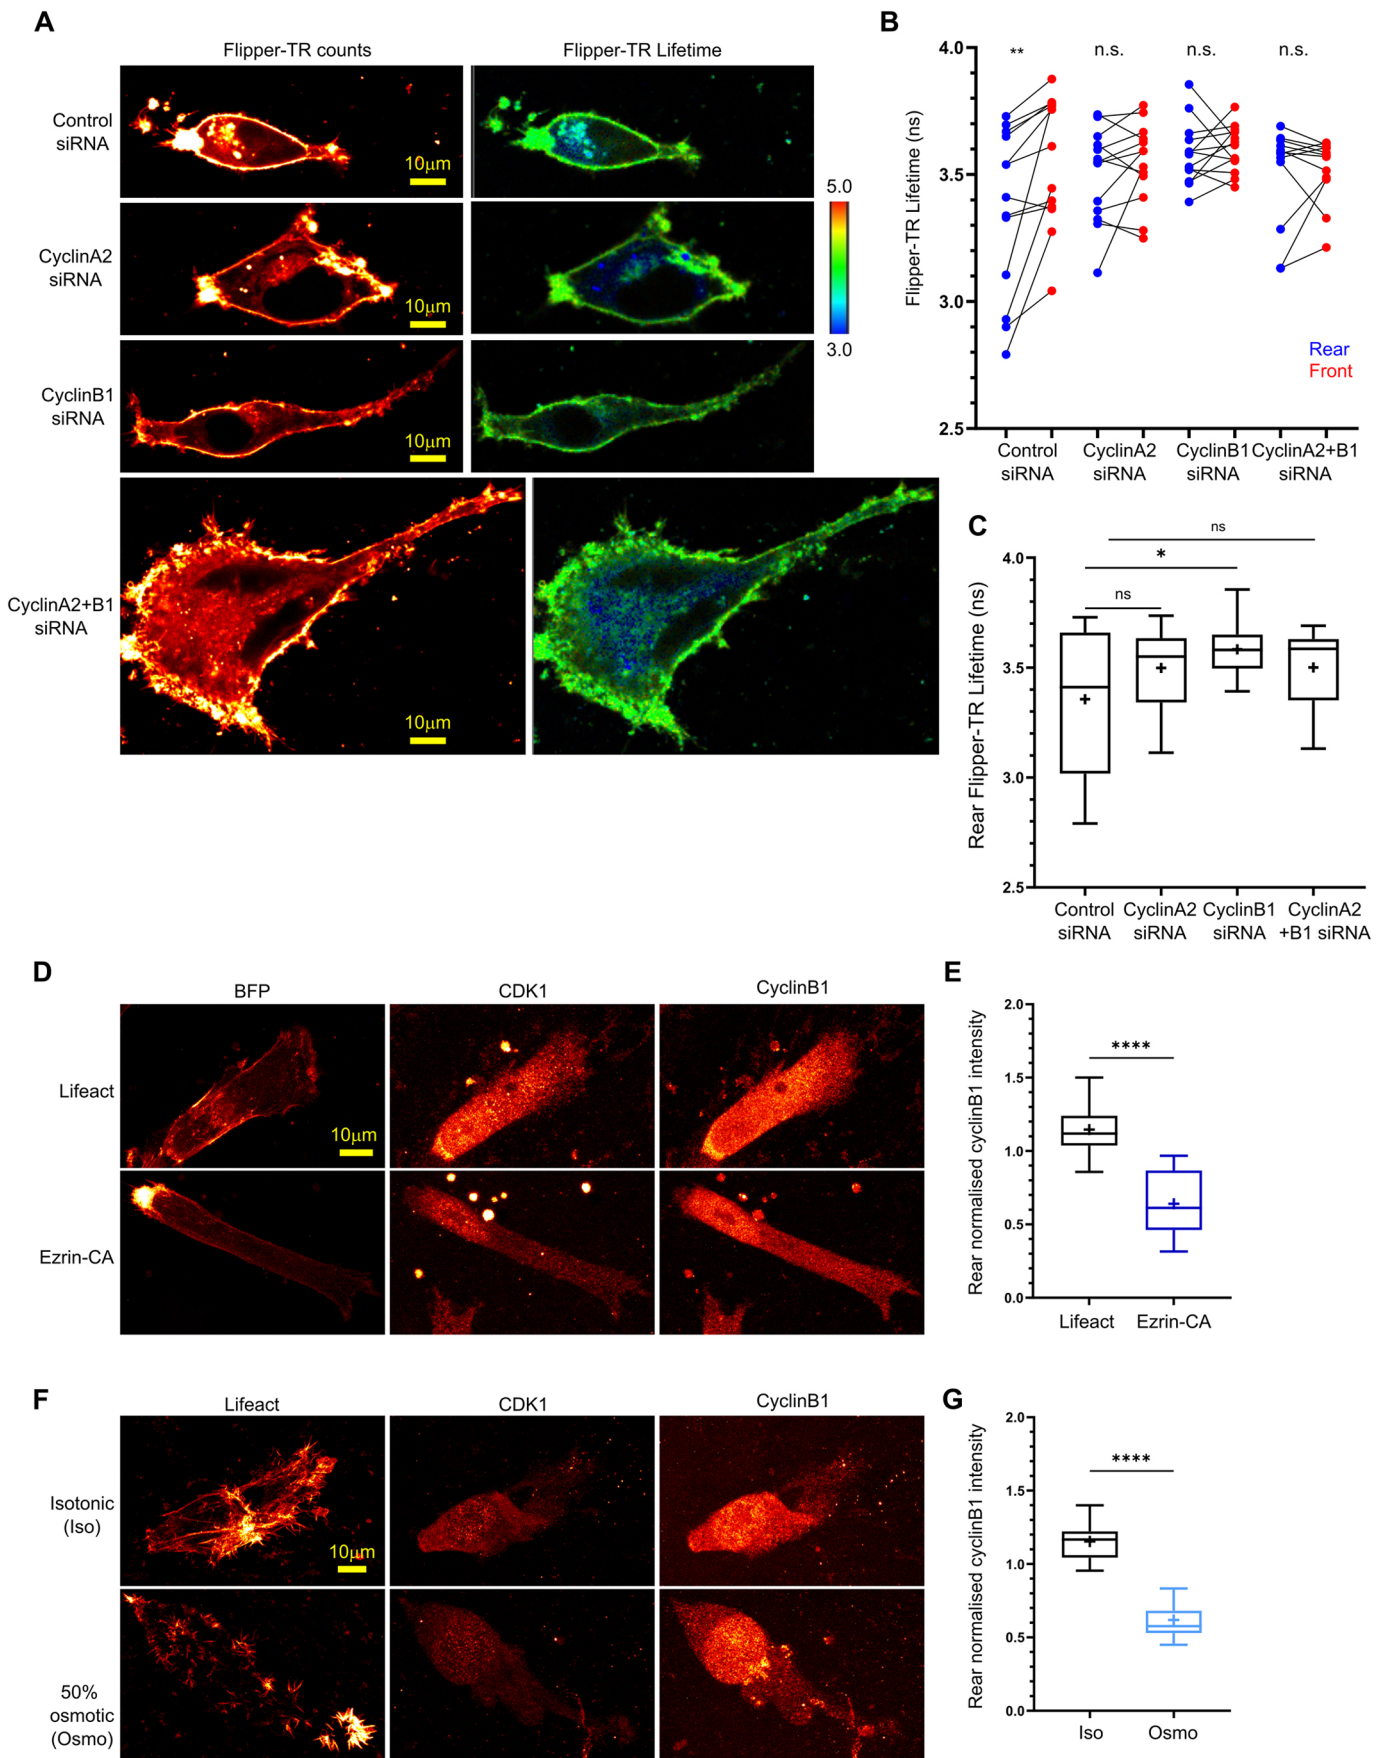 A
Flipper-TR counts
Flipper-TR Lifetime
Control
siRNA
10µm
CyclinA2
siRNA
10µm
5.0
3.0
CyclinB1
siRNA
10µm
CyclinA2+B1
siRNA
10µm
B
Flipper-TR Lifetime (ns)
4.0
3.5
3.0
2.5
**
n.s.
n.s.
n.s.
Rear
Front
Control
siRNA
CyclinA2
siRNA
CyclinB1
siRNA
CyclinA2+B1
siRNA
C
Rear Flipper-TR Lifetime (ns)
4.0
3.5
3.0
2.5
ns
*
ns
Control
siRNA
CyclinA2
siRNA
CyclinB1
siRNA
CyclinA2
+B1 siRNA
D
BFP
CDK1
CyclinB1
Lifeact
10µm
Ezrin-CA
E
Rear normalised cyclinB1 intensity
2.0
1.5
1.0
0.5
0.0
****
Lifeact
Ezrin-CA
F
Lifeact
CDK1
CyclinB1
Isotonic
(Iso)
10µm
50%
osmotic
(Osmo)
G
Rear normalised cyclinB1 intensity
2.0
1.5
1.0
0.5
0.0
****
Iso
Osmo